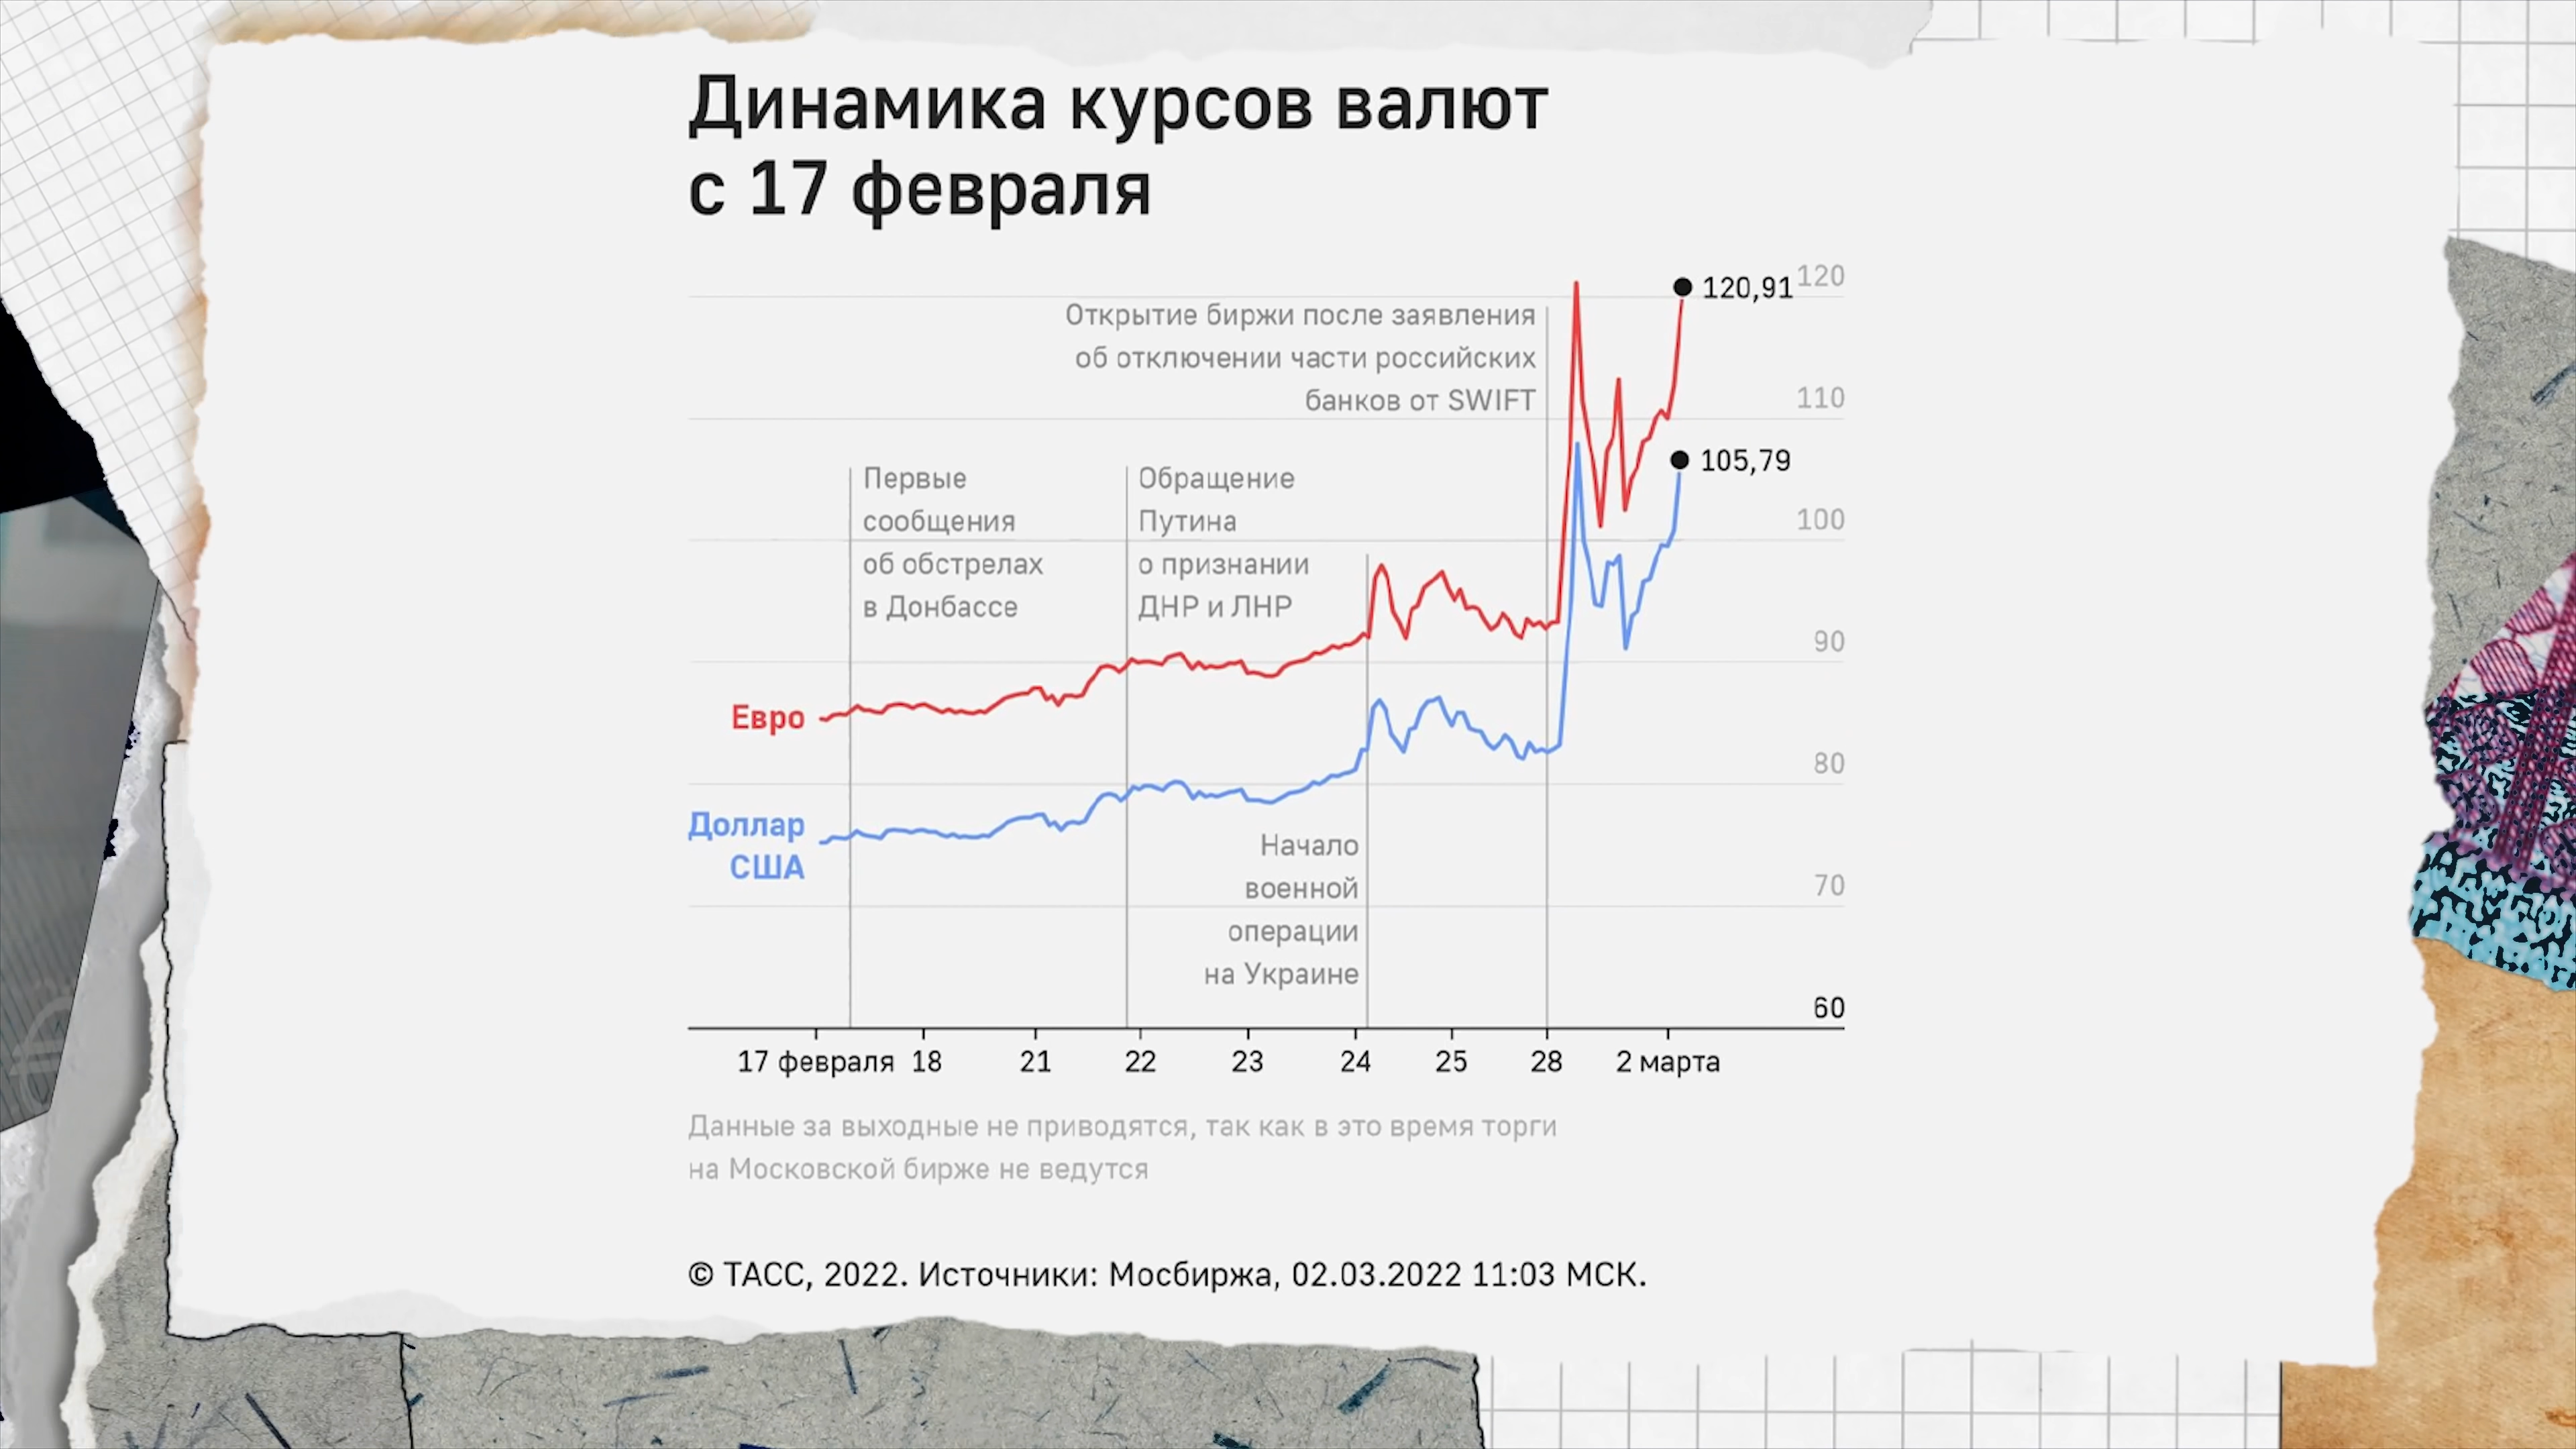 Динамика курсов валют
с 17 февраля
120,91
120
Открытие биржи после заявления
об отключении части российских
банков от SWIFT
110
105,79
Первые
сообщения
об обстрелах
в Донбассе
Обращение
Путина
о признании
ДНР и ЛНР
100
90
Евро
80
Доллар
США
Начало
военной
операции
на Украине
70
60
17 февраля 18 21 22 23 24 25 28 2 марта
Данные за выходные не приводятся, так как в это время торги
на Московской бирже не ведутся
© ТАСС, 2022. Источники: Мосбиржа, 02.03.2022 11:03 МСК.